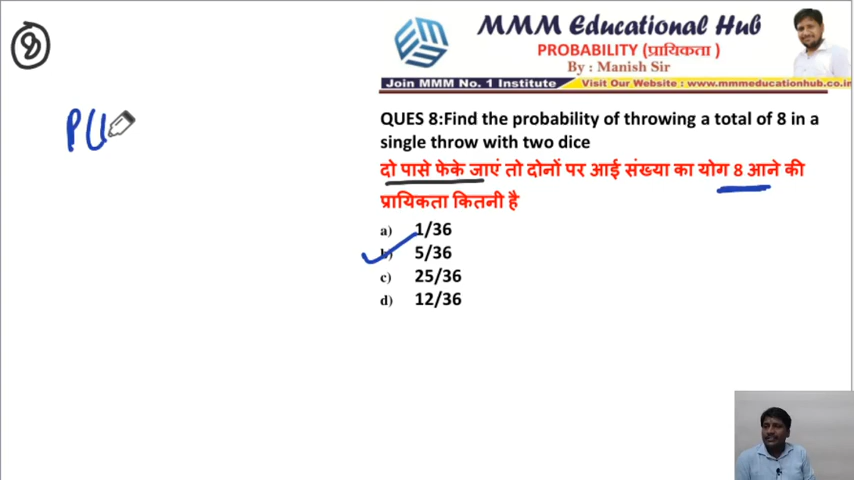 8
MMM Educational Hub
PROBABILITY (प्रायिकता )
By : Manish Sir
Join MMM No. 1 Institute
Visit Our Website : www.mmmeducationhub.co.in
QUES 8:Find the probability of throwing a total of 8 in a
single throw with two dice
दो पासे फेके जाएं तो दोनों पर आई संख्या का योग 8 आने की
प्रायिकता कितनी है
a) 1/36
b) 5/36
c) 25/36
d) 12/36